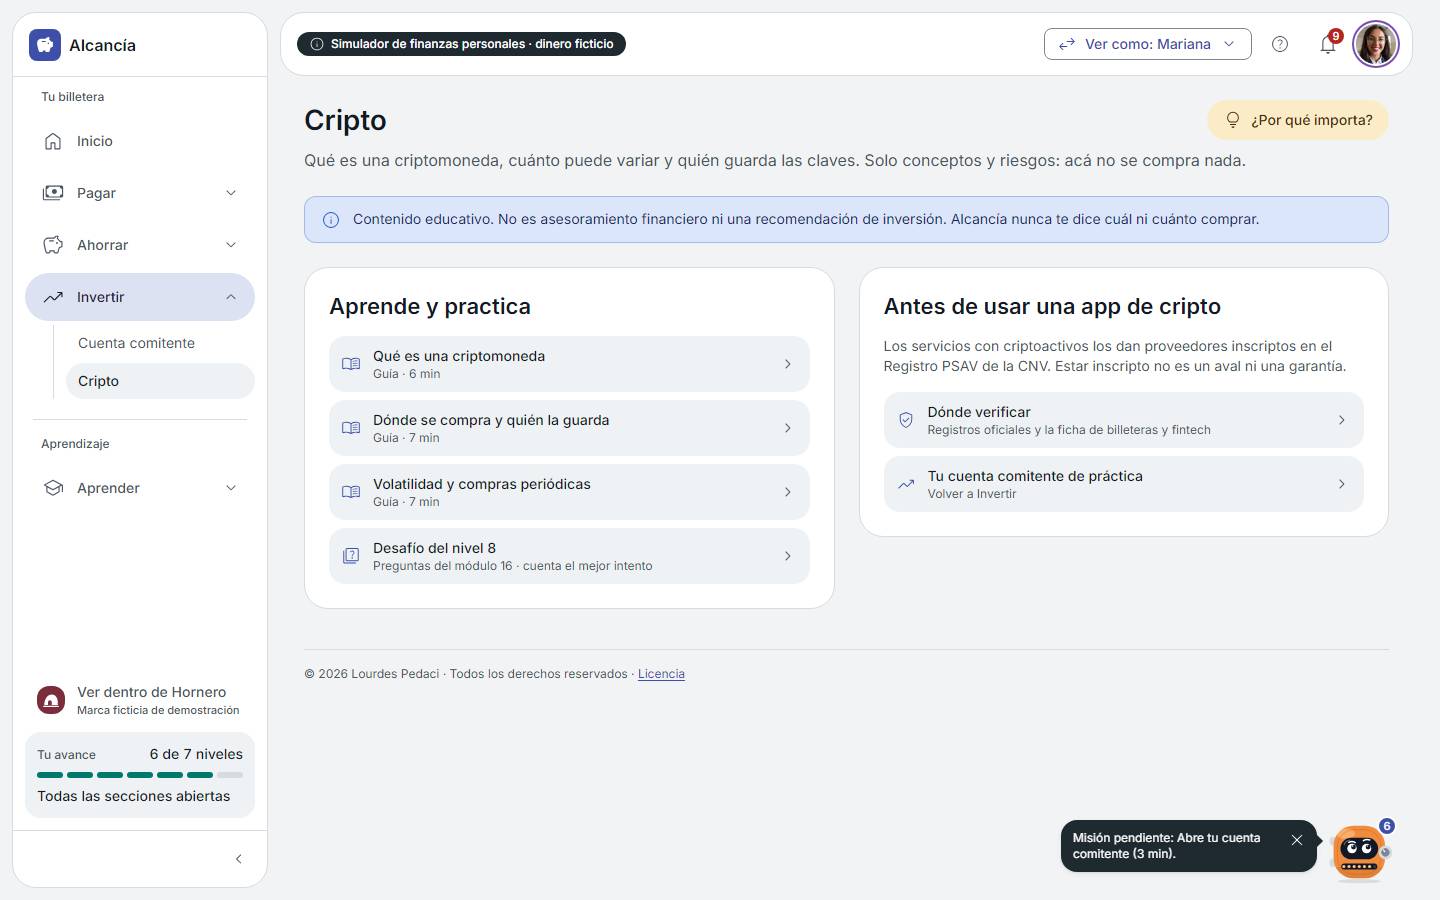 Alcancía
Simulador de finanzas personales · dinero ficticio
Ver como: Mariana
9
Tu billetera
Inicio
Pagar
Ahorrar
Invertir
Cuenta comitente
Cripto
Aprendizaje
Aprender
Ver dentro de Hornero
Marca ficticia de demostración
Tu avance
6 de 7 niveles
Todas las secciones abiertas
Cripto
¿Por qué importa?
Qué es una criptomoneda, cuánto puede variar y quién guarda las claves. Solo conceptos y riesgos: acá no se compra nada.
Contenido educativo. No es asesoramiento financiero ni una recomendación de inversión. Alcancía nunca te dice cuál ni cuánto comprar.
Aprende y practica
Qué es una criptomoneda
Guía · 6 min
Dónde se compra y quién la guarda
Guía · 7 min
Volatilidad y compras periódicas
Guía · 7 min
Desafío del nivel 8
Preguntas del módulo 16 · cuenta el mejor intento
Antes de usar una app de cripto
Los servicios con criptoactivos los dan proveedores inscriptos en el
Registro PSAV de la CNV. Estar inscripto no es un aval ni una garantía.
Dónde verificar
Registros oficiales y la ficha de billeteras y fintech
Tu cuenta comitente de práctica
Volver a Invertir
© 2026 Lourdes Pedaci · Todos los derechos reservados · Licencia
Misión pendiente: Abre tu cuenta
comitente (3 min).
6